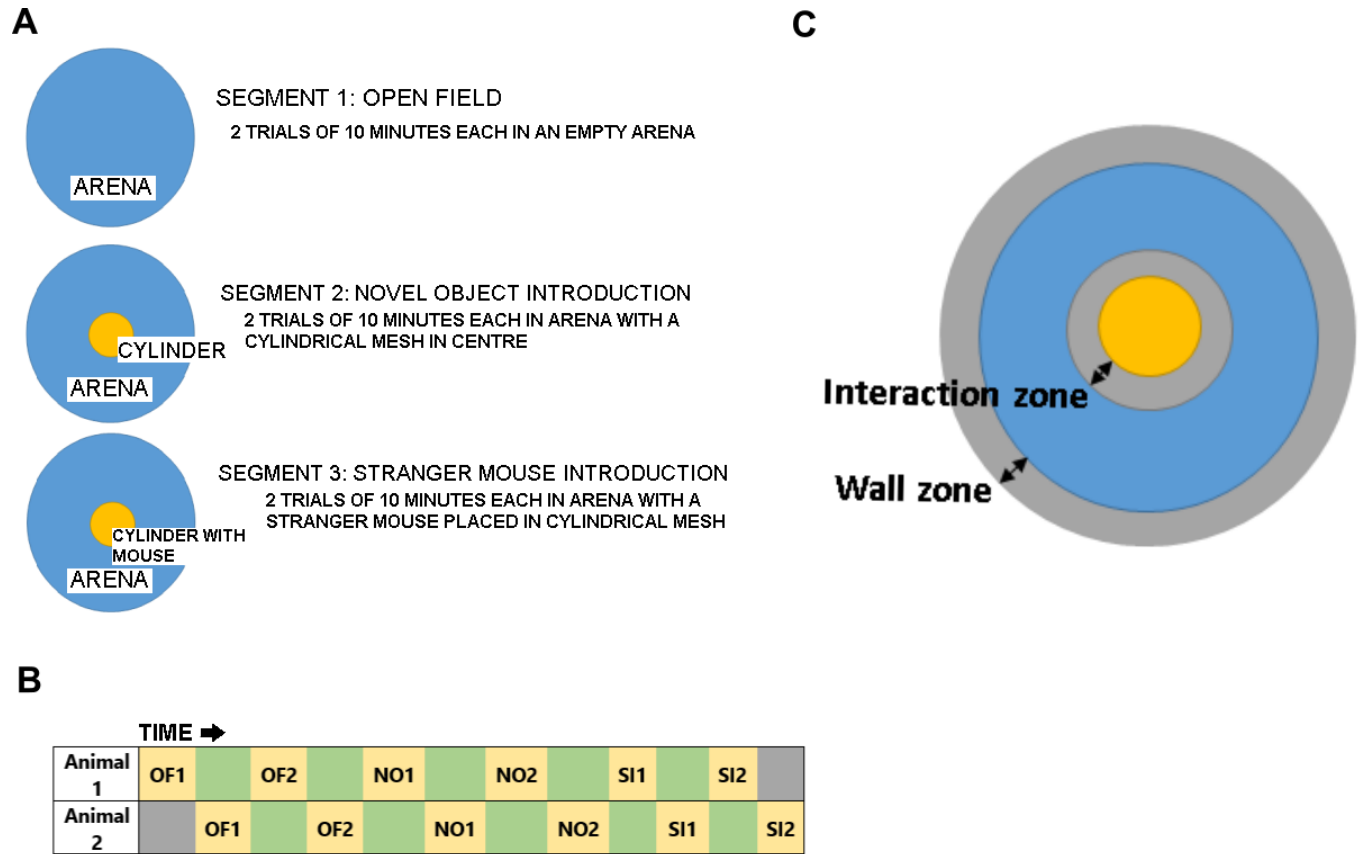 A
SEGMENT 1: OPEN FIELD
2 TRIALS OF 10 MINUTES EACH IN AN EMPTY ARENA
ARENA
SEGMENT 2: NOVEL OBJECT INTRODUCTION
2 TRIALS OF 10 MINUTES EACH IN ARENA WITH A
CYLINDRICAL MESH IN CENTRE
CYLINDER
ARENA
SEGMENT 3: STRANGER MOUSE INTRODUCTION
2 TRIALS OF 10 MINUTES EACH IN ARENA WITH A
STRANGER MOUSE PLACED IN CYLINDRICAL MESH
CYLINDER WITH
MOUSE
ARENA
C
Interaction zone
Wall zone
B
TIME
Animal
1
OF1 OF2 NO1 NO2 SI1 SI2
Animal
2
OF1 OF2 NO1 NO2 SI1 SI2